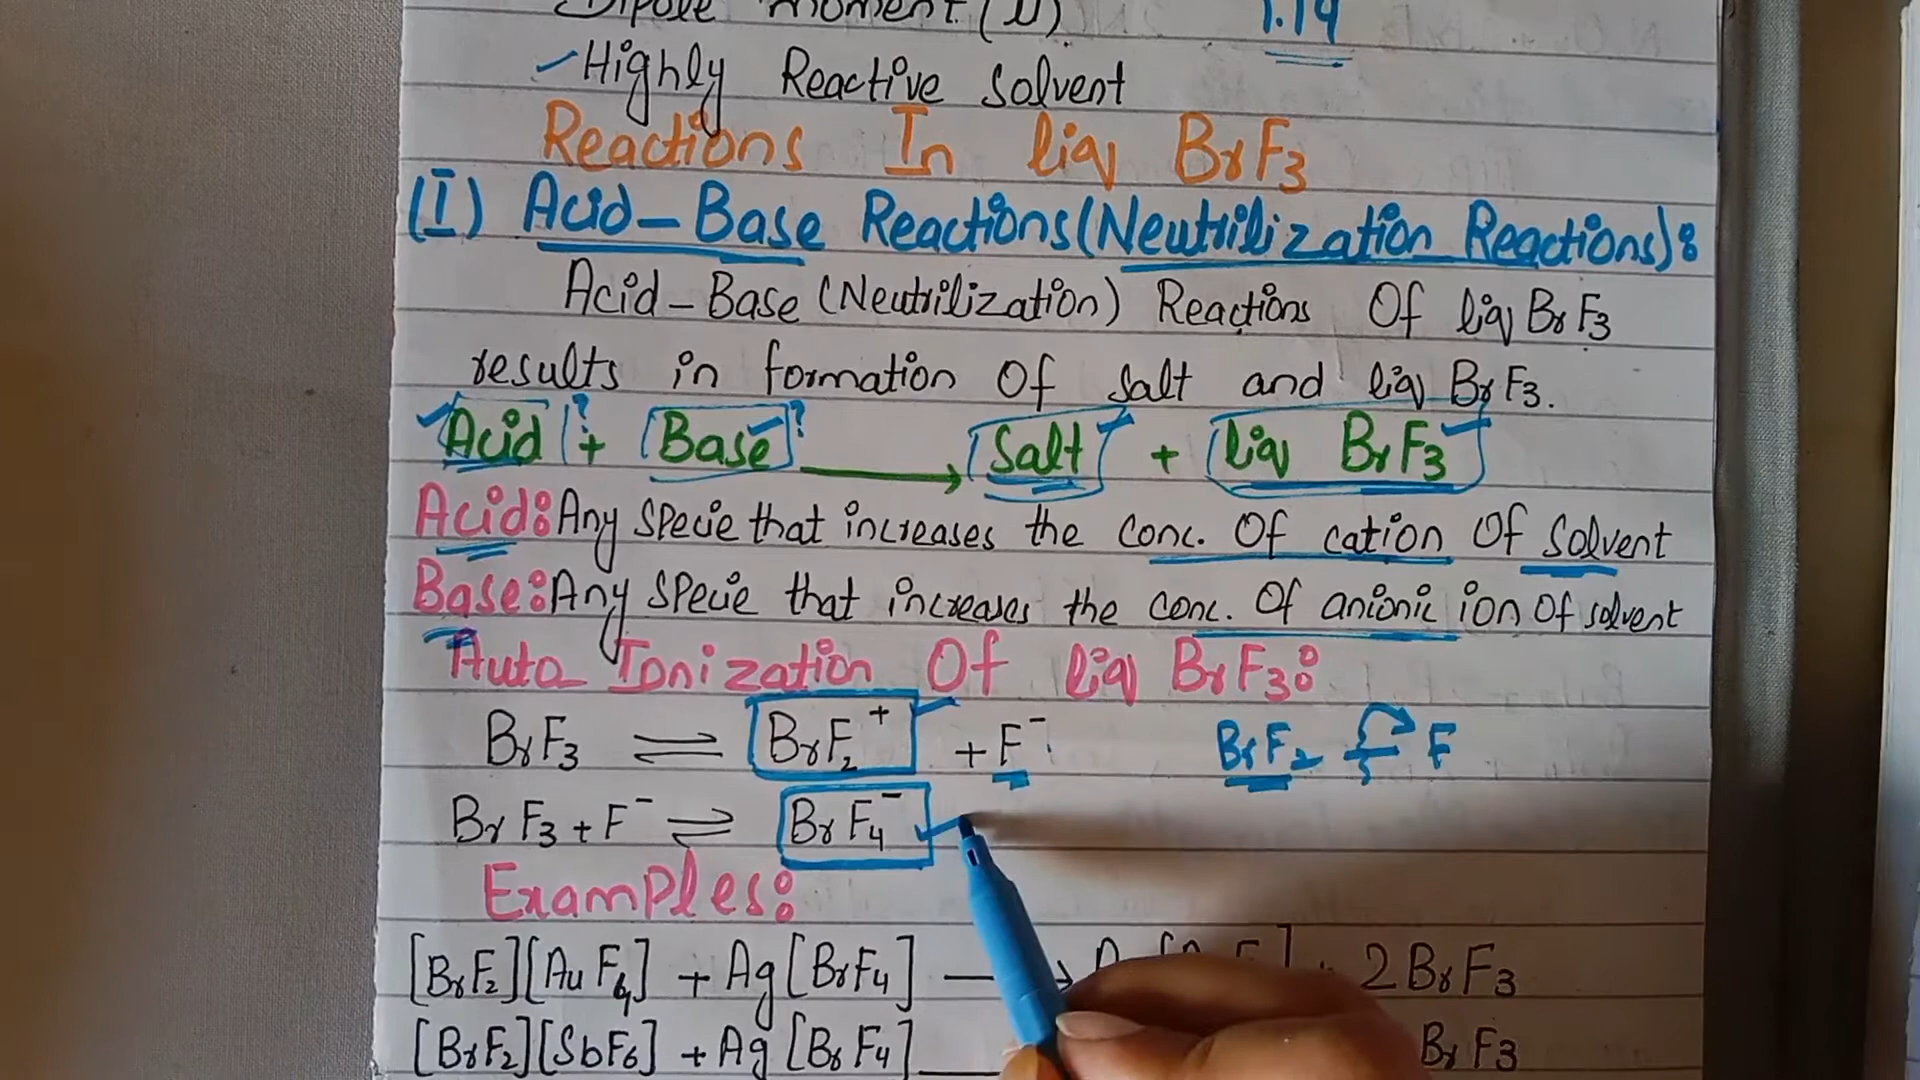 Dipole moment (μ) 1.19
Highly Reactive Solvent
Reactions In liq BrF3
(I) Acid-Base Reactions (Neutrilization Reactions):
Acid-Base (Neutrilization) Reactions Of liq BrF3
results in formation Of salt and liq BrF3.
Acid ? + Base ? → Salt + liq BrF3
Acid: Any specie that increases the conc. Of cation Of Solvent
Base: Any specie that increases the conc. Of anionic ion Of solvent
Auto Ionization Of liq BrF3:
BrF3 ⇌ BrF2+ + F- BrF2 F
BrF3 + F- ⇌ BrF4-
Examples:
[BrF2][AuF4] + Ag[BrF4] → 2BrF3
[BrF2][SbF6] + Ag[BrF4] BrF3